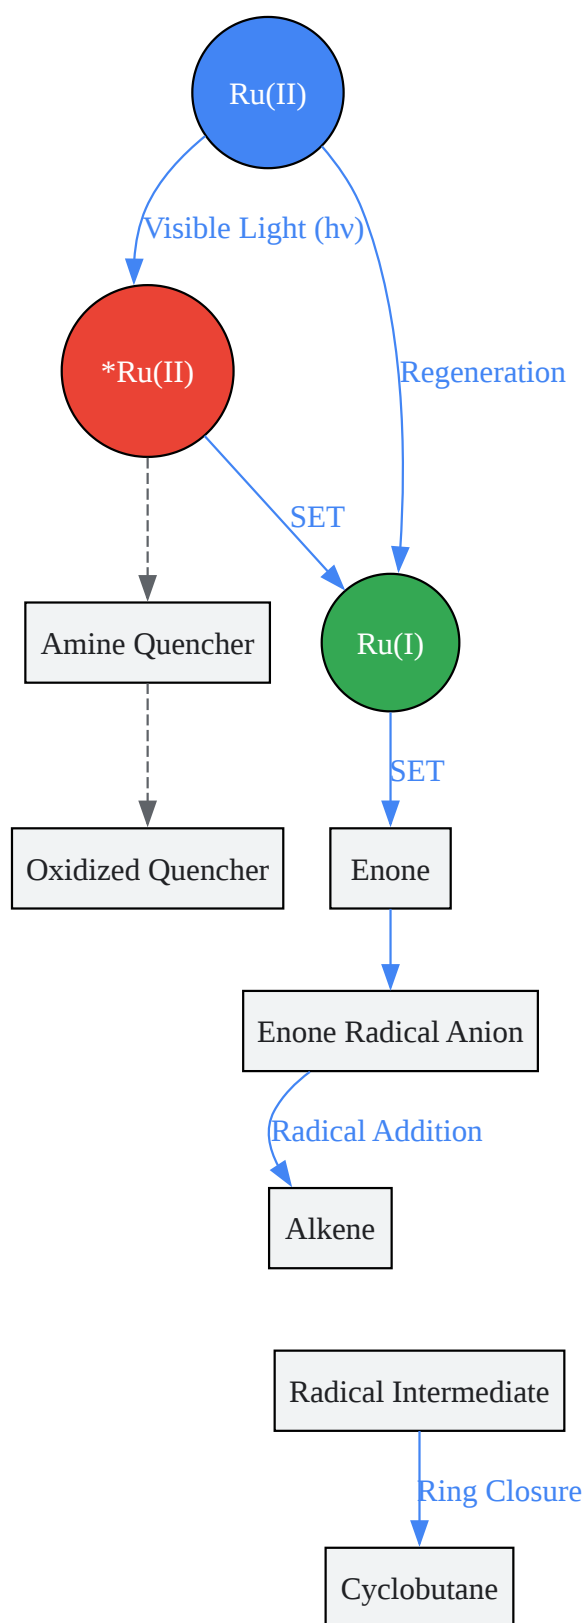 Ru(II)
Visible Light (hν)
*Ru(II)
Regeneration
SET
Amine Quencher
Ru(I)
SET
Oxidized Quencher
Enone
Enone Radical Anion
Radical Addition
Alkene
Radical Intermediate
Ring Closure
Cyclobutane